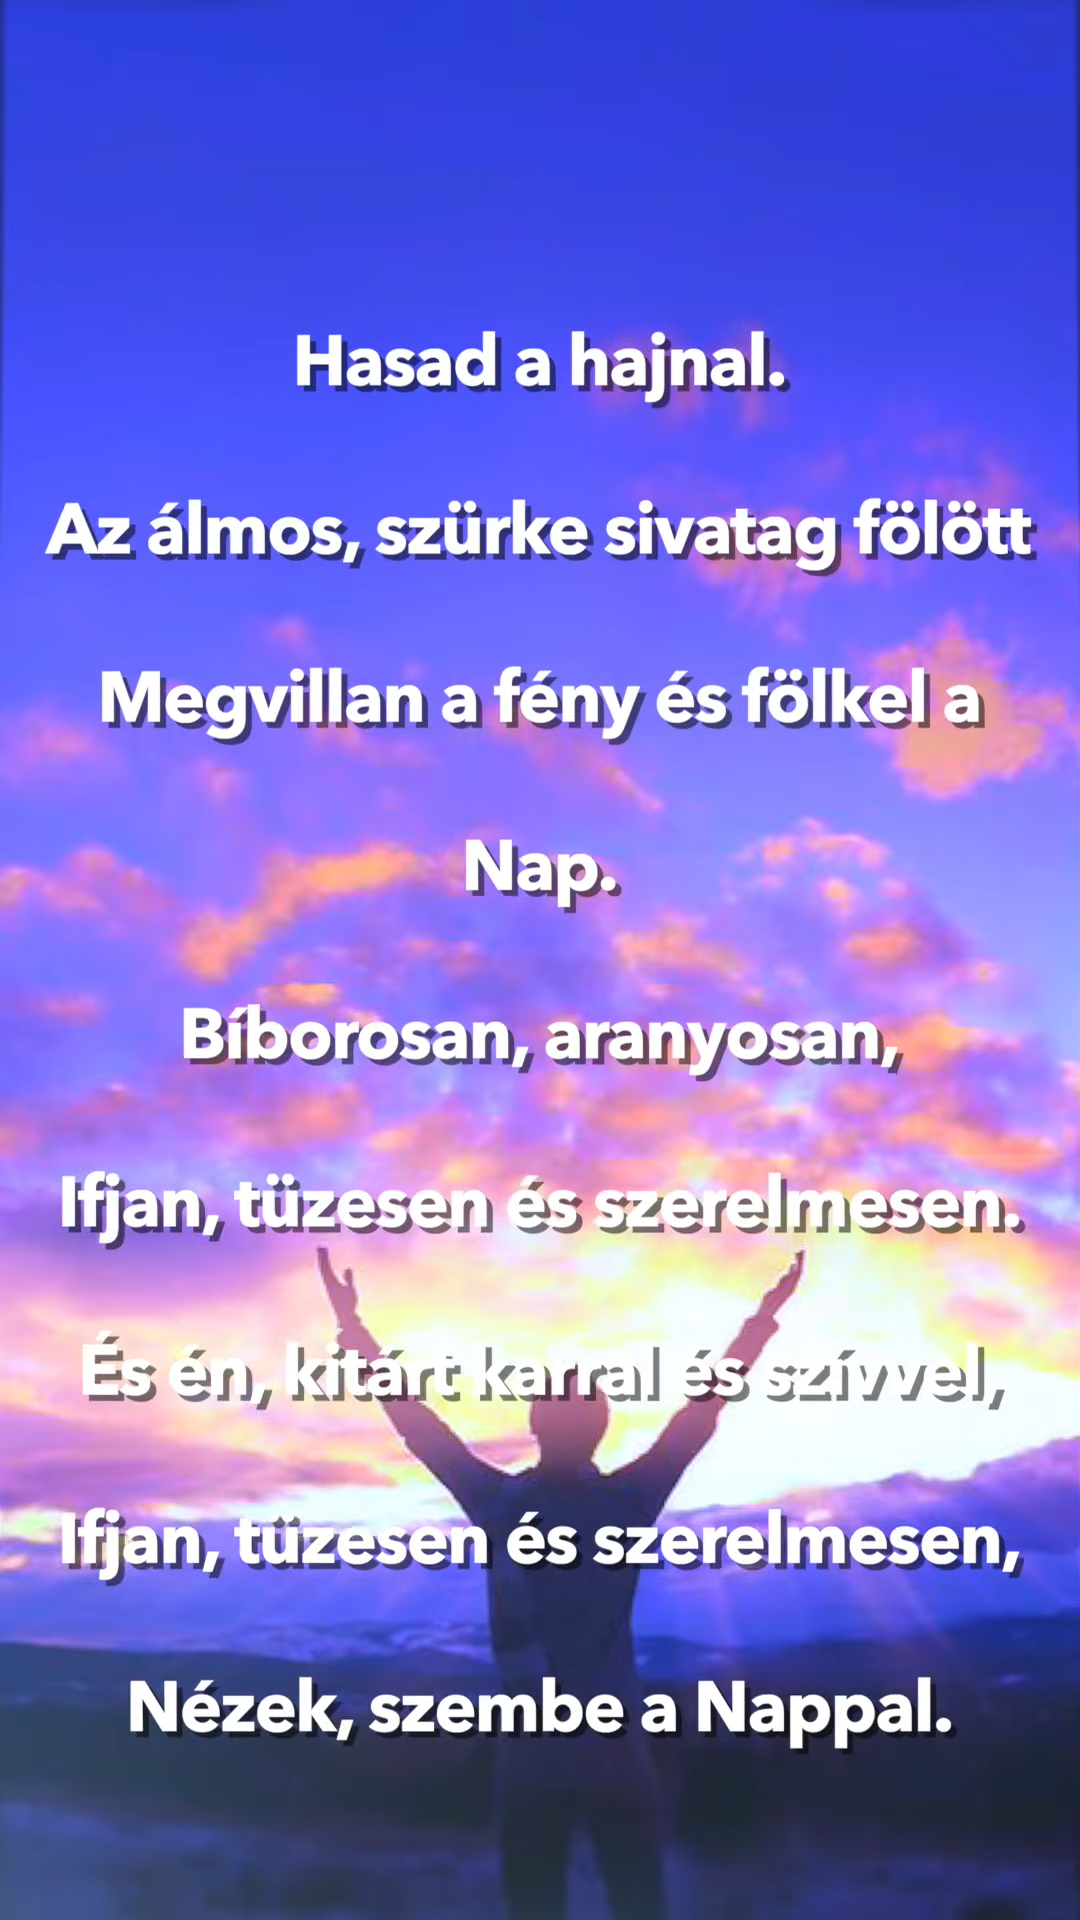 Hasad a hajnal.
Az álmos, szürke sivatag fölött
Megvillan a fény és fölkel a
Nap.
Bíborosan, aranyosan,
Ifjan, tüzesen és szerelmesen.
És én, kitárt karral és szívvel,
Ifjan, tüzesen és szerelmesen,
Nézek, szembe a Nappal.